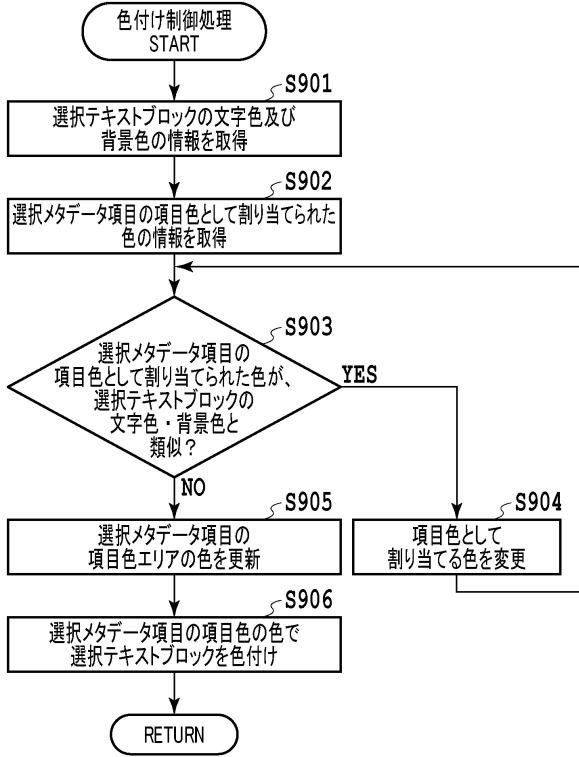 色付け制御処理
START
S901
選択テキストブロックの文字色及び
背景色の情報を取得
S902
選択メタデータ項目の項目色として割り当てられた
色の情報を取得
S903
選択メタデータ項目の
項目色として割り当てられた色が、
選択テキストブロックの
文字色・背景色と
類似？
YES
NO
S905
選択メタデータ項目の
項目色エリアの色を更新
S904
項目色として
割り当てる色を変更
S906
選択メタデータ項目の項目色の色で
選択テキストブロックを色付け
RETURN